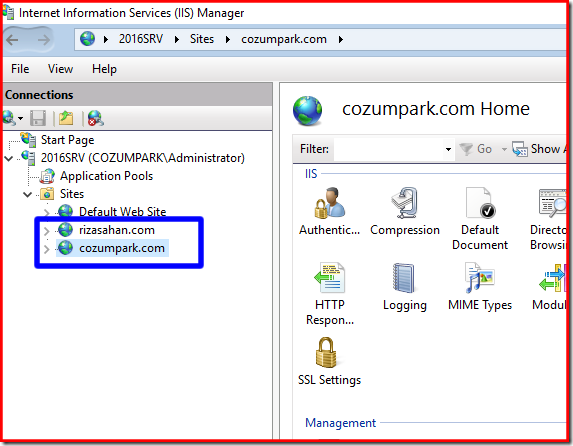 Internet Information Services (IIS) Manager
2016SRV Sites cozumpark.com
File View Help
Connections
Start Page
2016SRV (COZUMPARK\Administrator)
Application Pools
Sites
Default Web Site
rizasahan.com
cozumpark.com
cozumpark.com Home
Filter: Go Show A
IIS
Authentic... Compression Default Document Directo Browsi
HTTP Respon... Logging MIME Types Modul
SSL Settings
Management